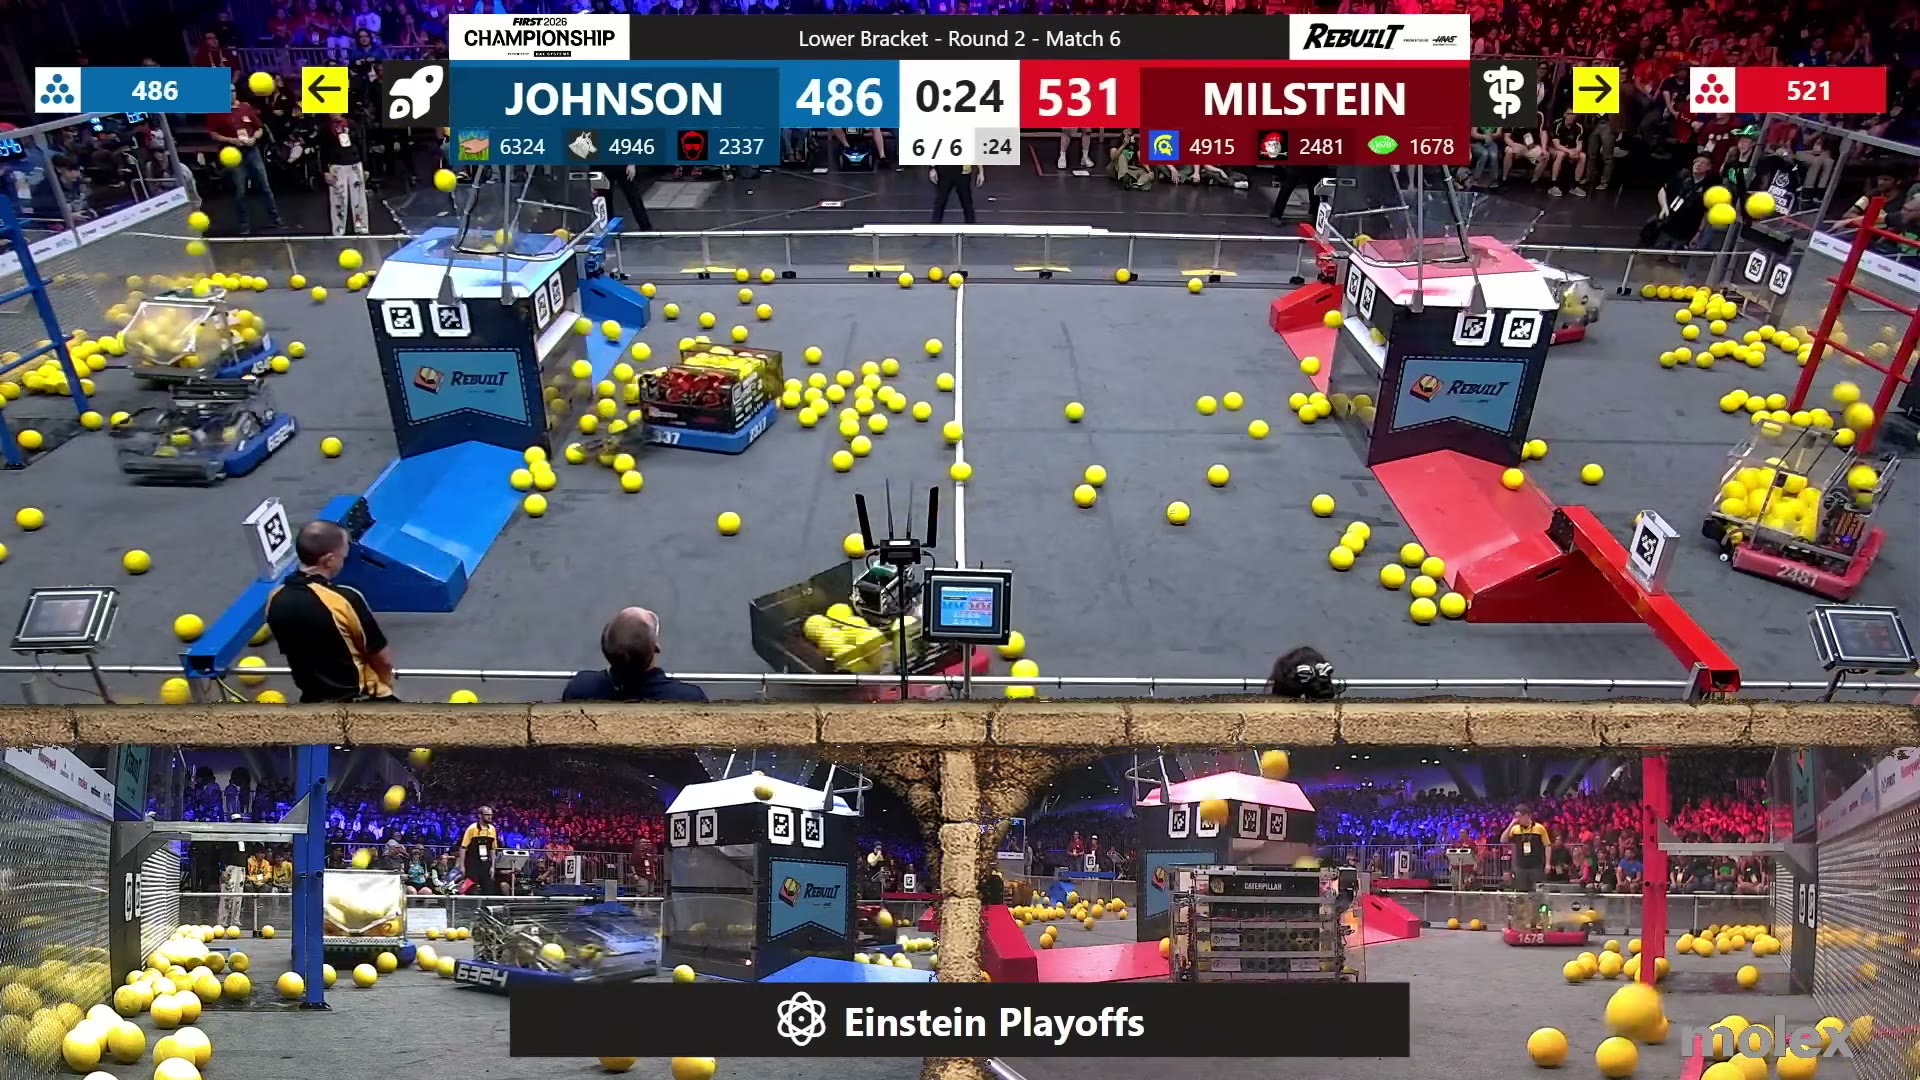 FIRST 2026
CHAMPIONSHIP
Lower Bracket - Round 2 - Match 6
REBUILT
486
JOHNSON
486
0:24
531
MILSTEIN
521
6324
4946
2337
6 / 6
:24
4915
2481
1678
REBUILT
REBUILT
6324
2337
2481
REBUILT
CATERPILLAR
6324
1678
Einstein Playoffs
molex